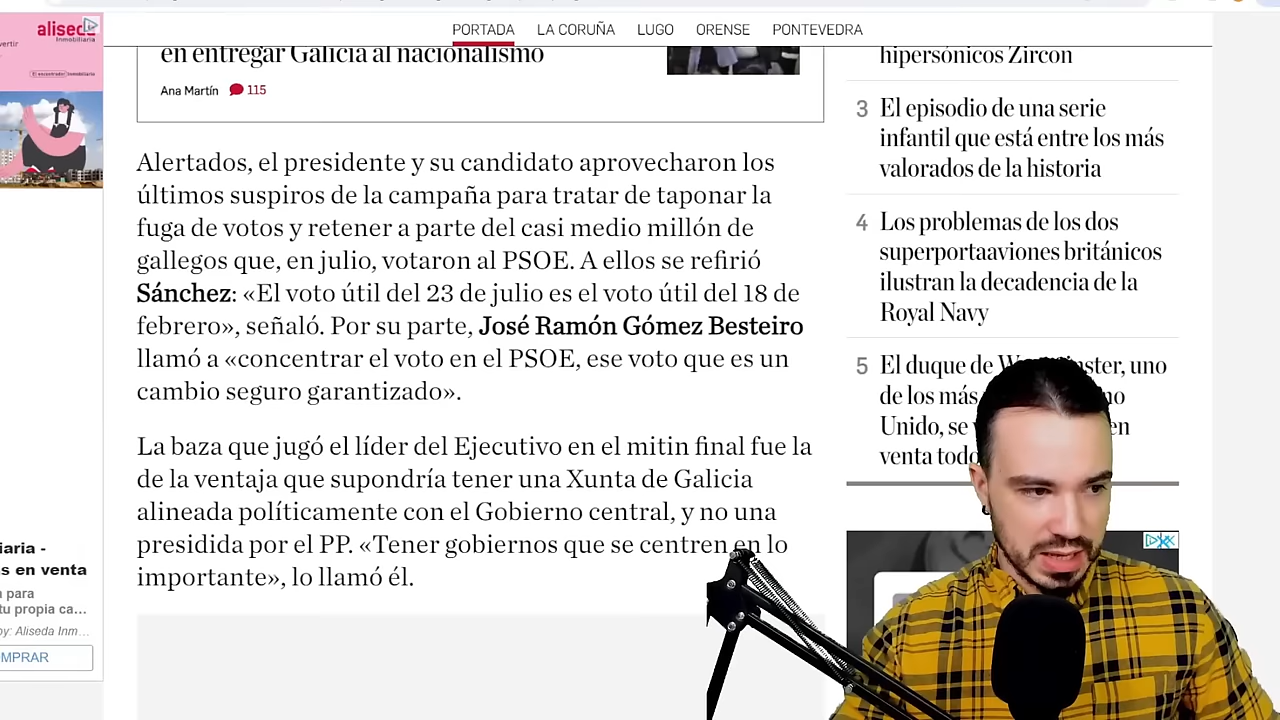 aliseda
Inmobiliaria
PORTADA
LA CORUÑA
LUGO
ORENSE
PONTEVEDRA
en entregar Galicia al nacionalismo
Ana Martín
115
Alertados, el presidente y su candidato aprovecharon los
últimos suspiros de la campaña para tratar de taponar la
fuga de votos y retener a parte del casi medio millón de
gallegos que, en julio, votaron al PSOE. A ellos se refirió
Sánchez: «El voto útil del 23 de julio es el voto útil del 18 de
febrero», señaló. Por su parte, José Ramón Gómez Besteiro
llamó a «concentrar el voto en el PSOE, ese voto que es un
cambio seguro garantizado».
La baza que jugó el líder del Ejecutivo en el mitin final fue la
de la ventaja que supondría tener una Xunta de Galicia
alineada políticamente con el Gobierno central, y no una
presidida por el PP. «Tener gobiernos que se centren en lo
importante», lo llamó él.
hipersónicos Zircon
3 El episodio de una serie
infantil que está entre los más
valorados de la historia
4 Los problemas de los dos
superportaaviones británicos
ilustran la decadencia de la
Royal Navy
5 El duque de uno
de los más
Unido, se en
venta todo
iaria -
s en venta
para
tu propia ca...
by: Aliseda Inm...
MPRAR